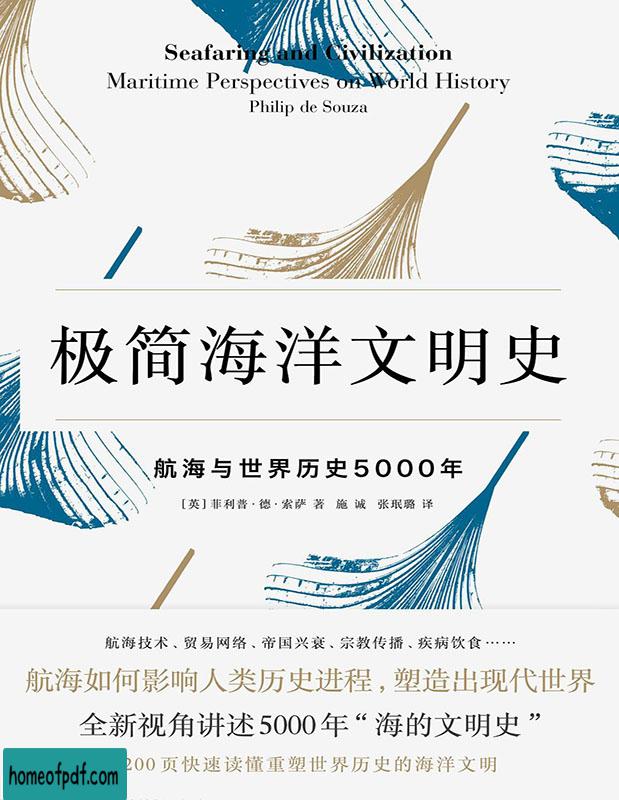 Seafaring and Civilization
Maritime Perspectives on World History
Philip de Souza
极简海洋文明史
航海与世界历史5000年
[英]菲利普·德·索萨 著 施 诚 张珉璐 译
航海技术、贸易网络、帝国兴衰、宗教传播、疾病饮食……
航海如何影响人类历史进程，塑造出现代世界
全新视角讲述5000年“海的文明史”
200页快速读懂重塑世界历史的海洋文明
homeofpdf.com